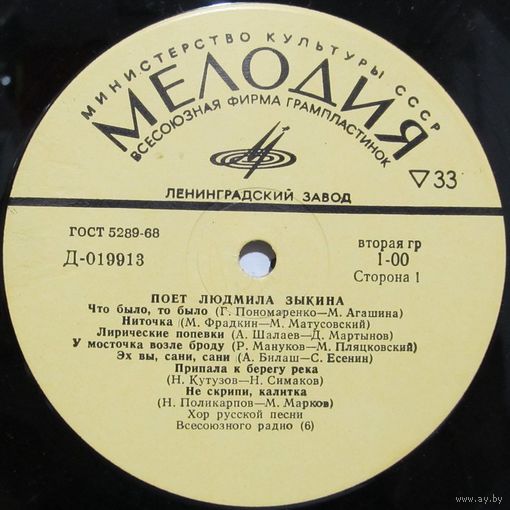 МИНИСТЕРСТВО КУЛЬТУРЫ СССР
МЕЛОДИЯ
ВСЕСОЮЗНАЯ ФИРМА ГРАМПЛАСТИНОК
ЛЕНИНГРАДСКИЙ ЗАВОД
▽33
ГОСТ 5289-68
Д-019913
вторая гр
1-00
Сторона 1
ПОЕТ ЛЮДМИЛА ЗЫКИНА
Что было, то было (Г. Пономаренко—М. Агашина)
Ниточка (М. Фрадкин—М. Матусовский)
Лирические попевки (А. Шалаев—Д. Мартынов)
У мосточка возле броду (Р. Мануков—М. Пляцковский)
Эх вы, сани, сани (А. Билаш—С. Есенин)
Припала к берегу река
(Н. Кутузов—Н. Симаков)
Не скрипи, калитка
(Н. Поликарпов—М. Марков)
Хор русской песни
Всесоюзного радио (6)
www.ay.by